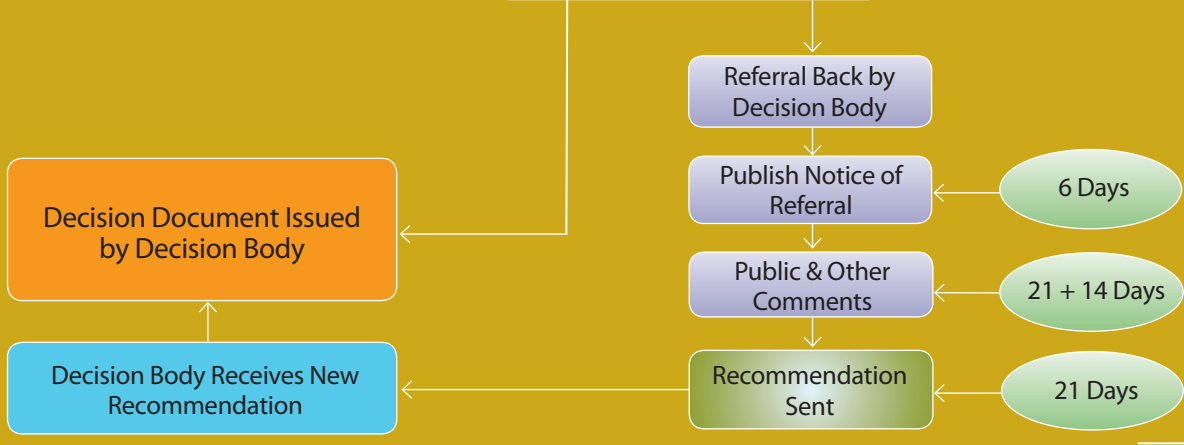 Referral Back by
Decision Body
Publish Notice of
Referral
6 Days
Decision Document Issued
by Decision Body
Public & Other
Comments
21 + 14 Days
Decision Body Receives New
Recommendation
Recommendation
Sent
21 Days